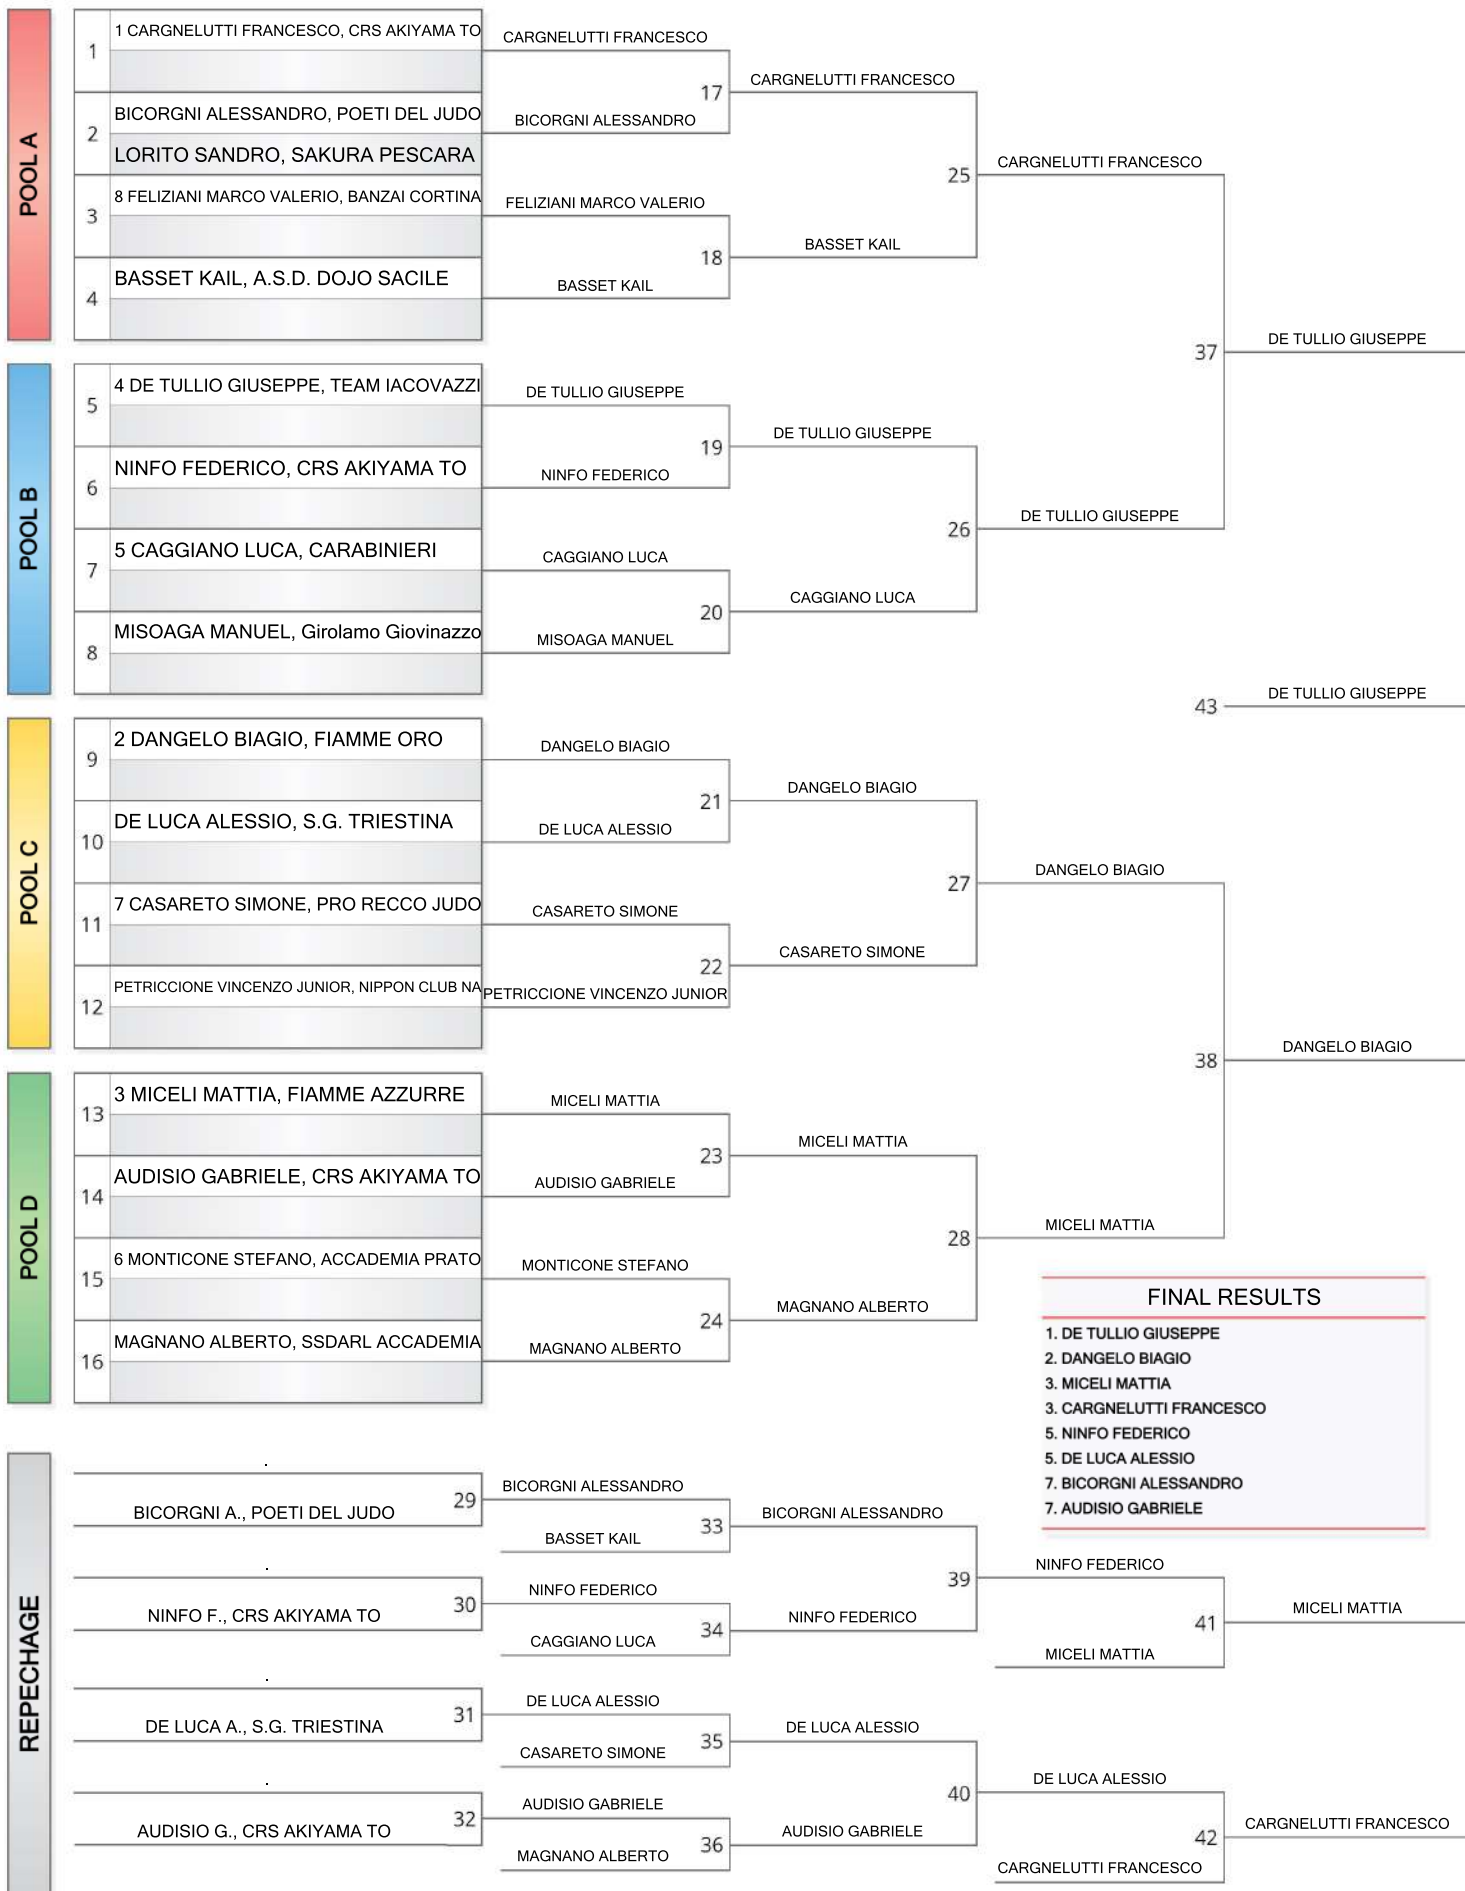 POOL A
1
1 CARGNELUTTI FRANCESCO, CRS AKIYAMA TO
2
BICORGNI ALESSANDRO, POETI DEL JUDO
LORITO SANDRO, SAKURA PESCARA
3
8 FELIZIANI MARCO VALERIO, BANZAI CORTINA
4
BASSET KAIL, A.S.D. DOJO SACILE
CARGNELUTTI FRANCESCO
17
BICORGNI ALESSANDRO
FELIZIANI MARCO VALERIO
18
BASSET KAIL
CARGNELUTTI FRANCESCO
25
BASSET KAIL
CARGNELUTTI FRANCESCO
POOL B
5
4 DE TULLIO GIUSEPPE, TEAM IACOVAZZI
6
NINFO FEDERICO, CRS AKIYAMA TO
7
5 CAGGIANO LUCA, CARABINIERI
8
MISOAGA MANUEL, Girolamo Giovinazzo
DE TULLIO GIUSEPPE
19
NINFO FEDERICO
CAGGIANO LUCA
20
MISOAGA MANUEL
DE TULLIO GIUSEPPE
26
CAGGIANO LUCA
DE TULLIO GIUSEPPE
37
DE TULLIO GIUSEPPE
43
DE TULLIO GIUSEPPE
POOL C
9
2 DANGELO BIAGIO, FIAMME ORO
10
DE LUCA ALESSIO, S.G. TRIESTINA
11
7 CASARETO SIMONE, PRO RECCO JUDO
12
PETRICCIONE VINCENZO JUNIOR, NIPPON CLUB NA
DANGELO BIAGIO
21
DE LUCA ALESSIO
CASARETO SIMONE
22
PETRICCIONE VINCENZO JUNIOR
DANGELO BIAGIO
27
CASARETO SIMONE
DANGELO BIAGIO
38
DANGELO BIAGIO
POOL D
13
3 MICELI MATTIA, FIAMME AZZURRE
14
AUDISIO GABRIELE, CRS AKIYAMA TO
15
6 MONTICONE STEFANO, ACCADEMIA PRATO
16
MAGNANO ALBERTO, SSDARL ACCADEMIA
MICELI MATTIA
23
AUDISIO GABRIELE
MONTICONE STEFANO
24
MAGNANO ALBERTO
MICELI MATTIA
28
MAGNANO ALBERTO
MICELI MATTIA
FINAL RESULTS
1. DE TULLIO GIUSEPPE
2. DANGELO BIAGIO
3. MICELI MATTIA
3. CARGNELUTTI FRANCESCO
5. NINFO FEDERICO
5. DE LUCA ALESSIO
7. BICORGNI ALESSANDRO
7. AUDISIO GABRIELE
REPECHAGE
.
29
BICORGNI A., POETI DEL JUDO
.
30
NINFO F., CRS AKIYAMA TO
.
31
DE LUCA A., S.G. TRIESTINA
.
32
AUDISIO G., CRS AKIYAMA TO
BICORGNI ALESSANDRO
33
BASSET KAIL
NINFO FEDERICO
34
CAGGIANO LUCA
DE LUCA ALESSIO
35
CASARETO SIMONE
AUDISIO GABRIELE
36
MAGNANO ALBERTO
BICORGNI ALESSANDRO
39
NINFO FEDERICO
DE LUCA ALESSIO
40
AUDISIO GABRIELE
NINFO FEDERICO
41
MICELI MATTIA
DE LUCA ALESSIO
42
CARGNELUTTI FRANCESCO
MICELI MATTIA
CARGNELUTTI FRANCESCO